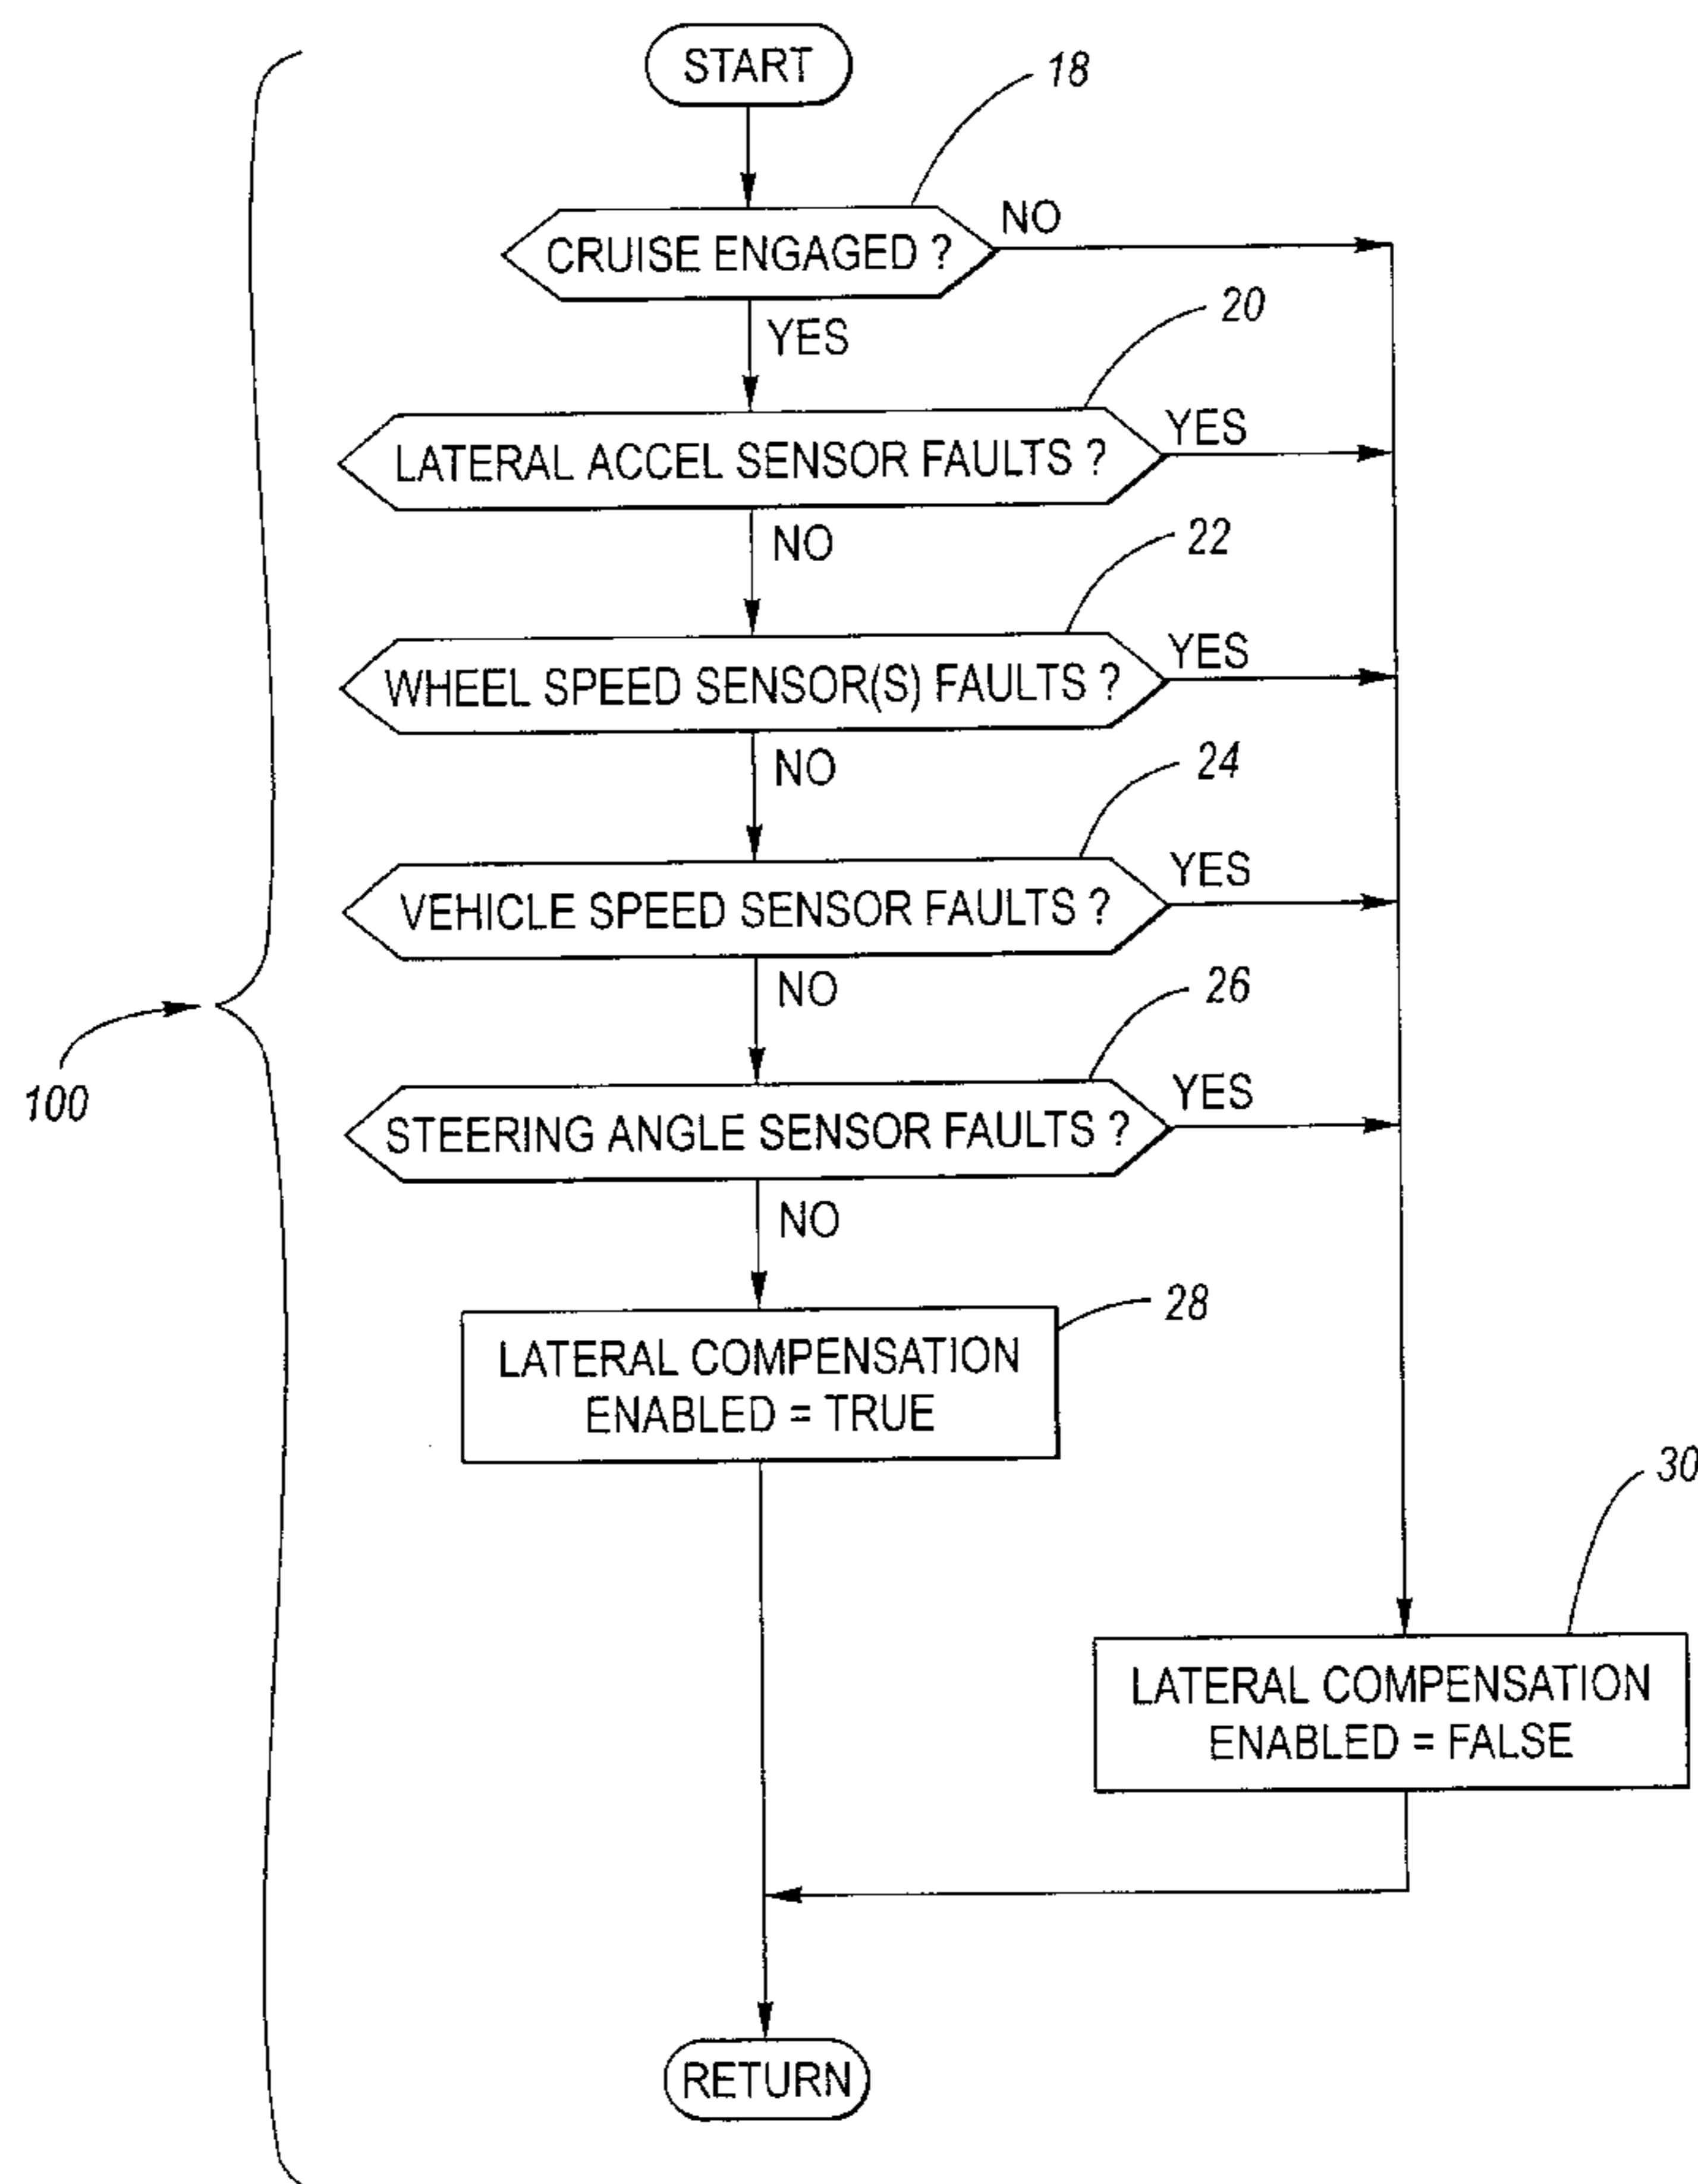 START
18
CRUISE ENGAGED ?
NO
YES
20
LATERAL ACCEL SENSOR FAULTS ?
YES
NO
22
WHEEL SPEED SENSOR(S) FAULTS ?
YES
NO
24
VEHICLE SPEED SENSOR FAULTS ?
YES
NO
26
100
STEERING ANGLE SENSOR FAULTS ?
YES
NO
28
LATERAL COMPENSATION
ENABLED = TRUE
30
LATERAL COMPENSATION
ENABLED = FALSE
RETURN